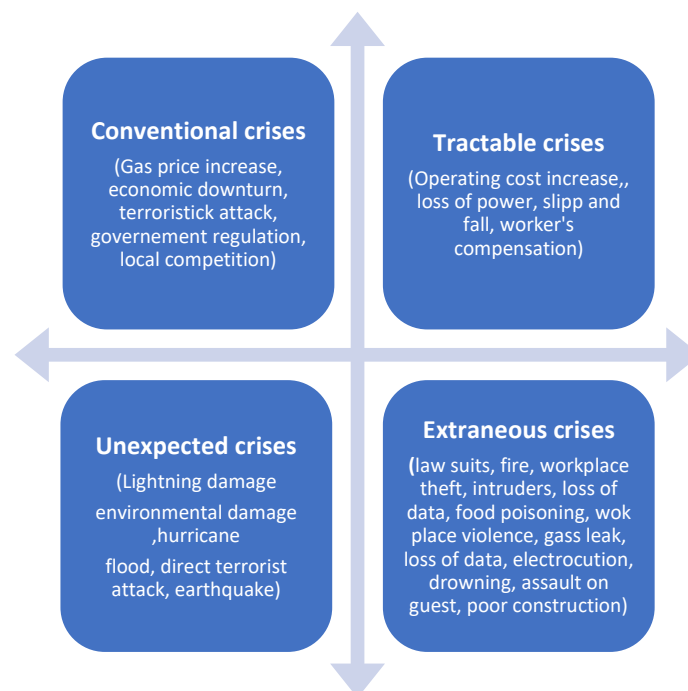 Conventional crises
(Gas price increase,
economic downturn,
terroristick attack,
governement regulation,
local competition)
Tractable crises
(Operating cost increase,,
loss of power, slipp and
fall, worker's
compensation)
Unexpected crises
(Lightning damage
environmental damage
,hurricane
flood, direct terrorist
attack, earthquake)
Extraneous crises
(law suits, fire, workplace
theft, intruders, loss of
data, food poisoning, wok
place violence, gass leak,
loss of data, electrocution,
drowning, assault on
guest, poor construction)